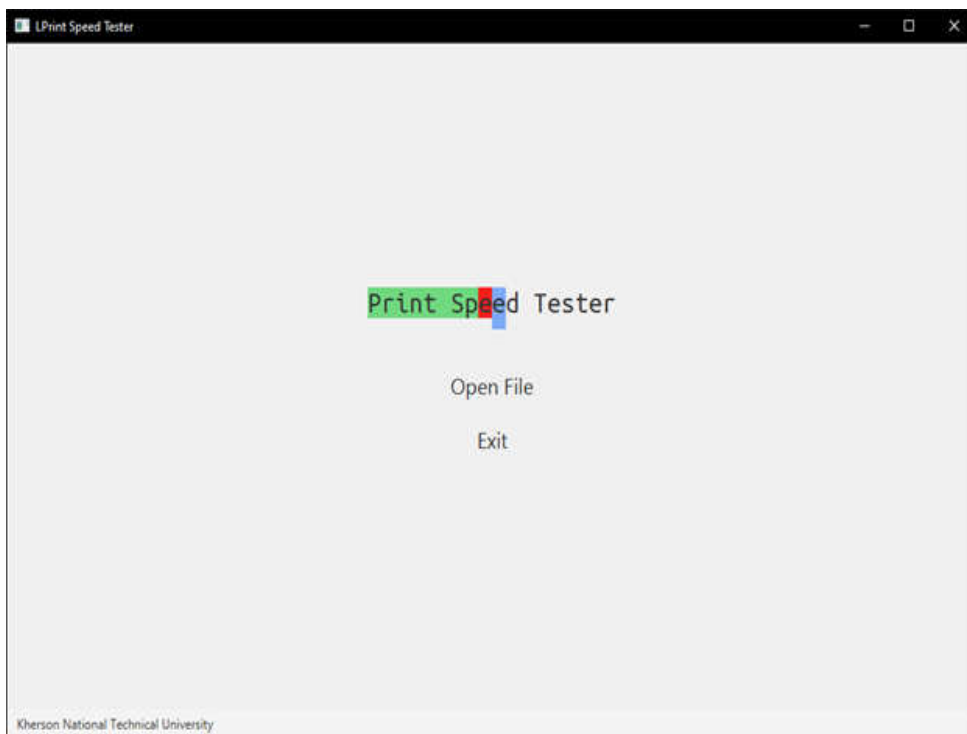 LPrint Speed Tester
Print Speed Tester
Open File
Exit
Kherson National Technical University